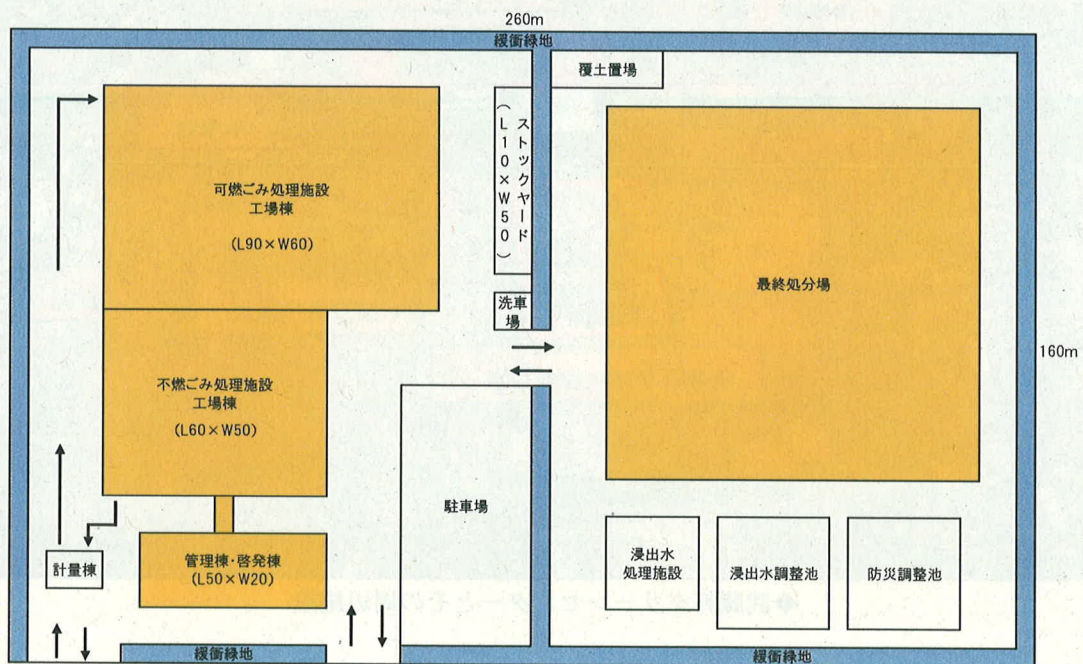 260m
緩衝緑地
覆土置場
ストックヤード
(L10×W50)
可燃ごみ処理施設
工場棟
(L90×W60)
最終処分場
洗車
場
160m
不燃ごみ処理施設
工場棟
(L60×W50)
駐車場
計量棟
管理棟・啓発棟
(L50×W20)
浸出水
処理施設
浸出水調整池
防災調整池
緩衝緑地
緩衝緑地